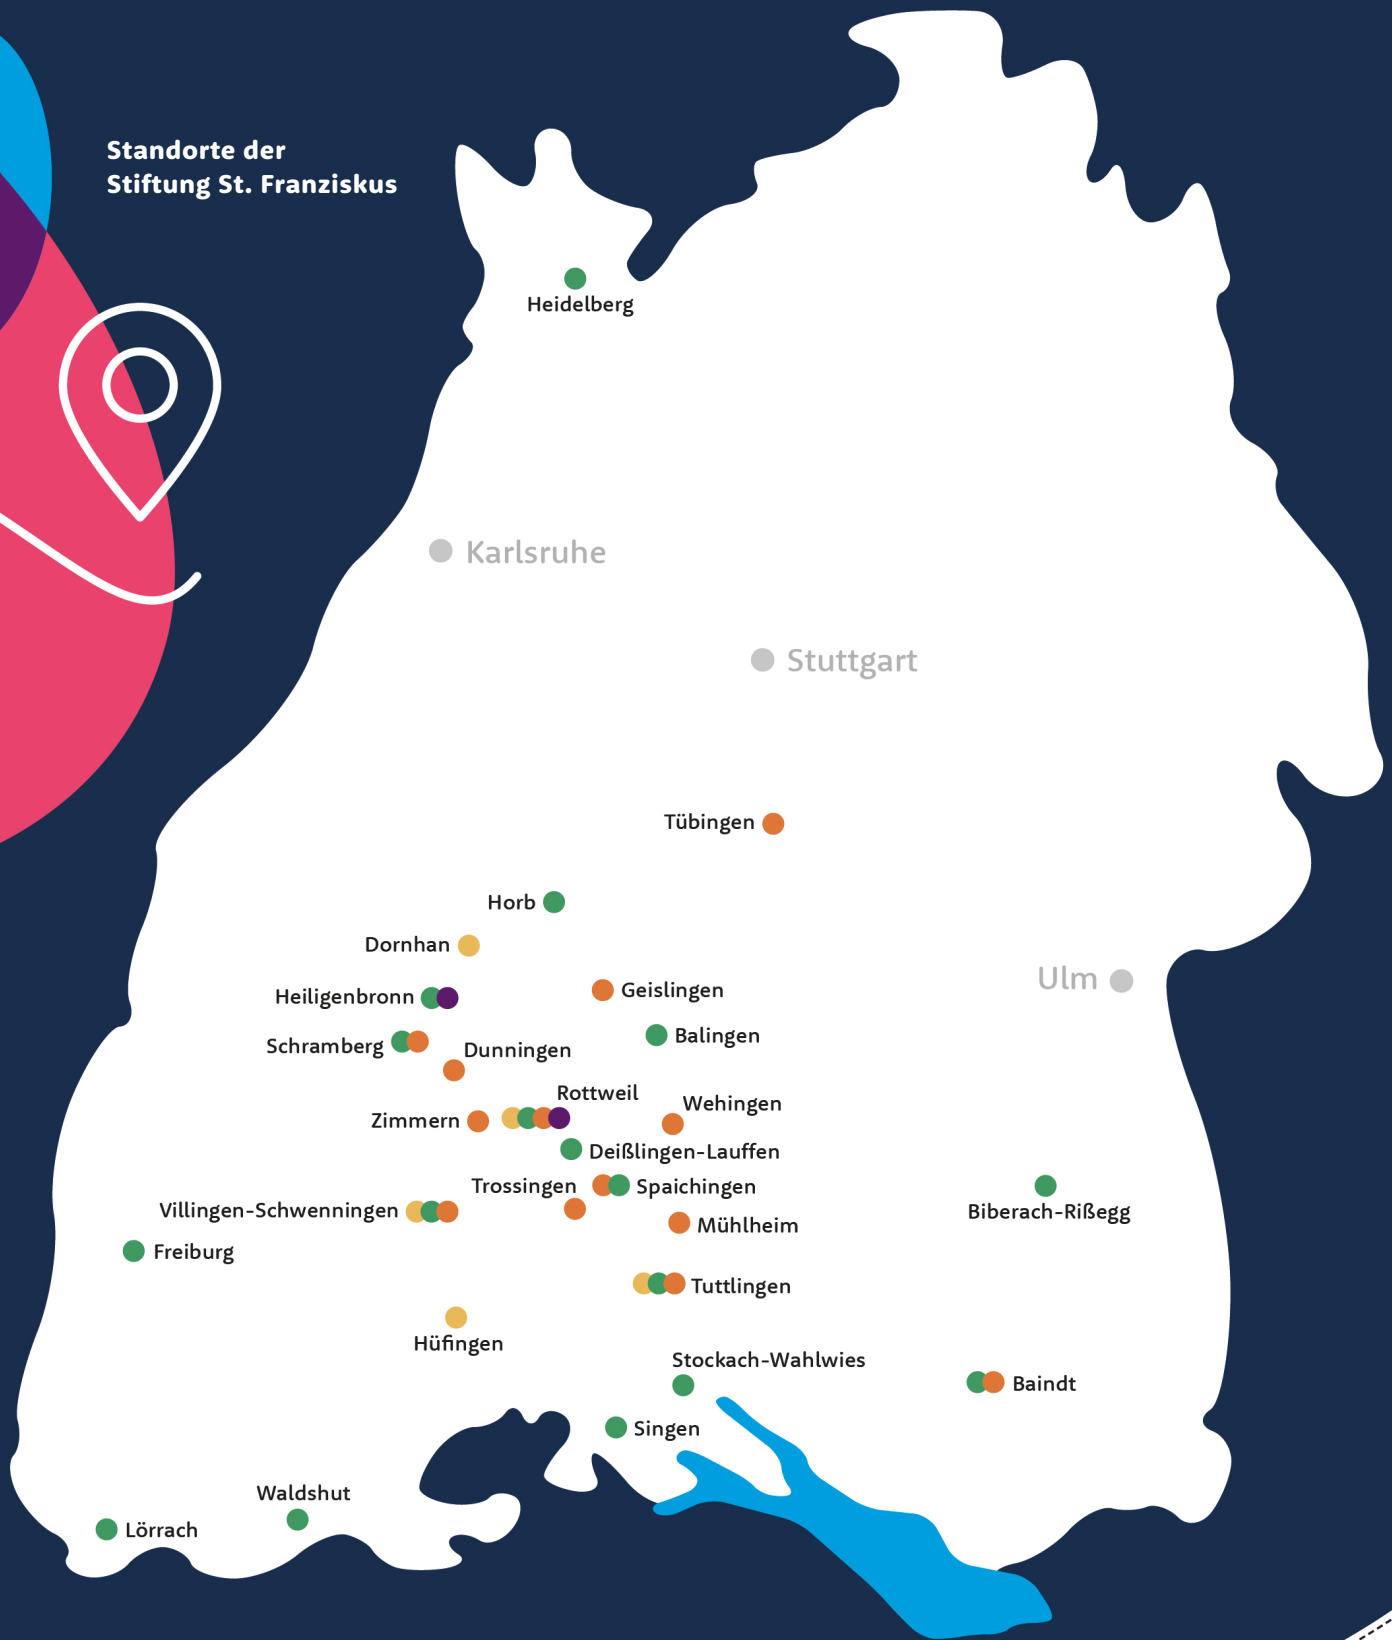 Standorte der
Stiftung St. Franziskus
Heidelberg
Karlsruhe
Stuttgart
Tübingen
Horb
Dornhan
Ulm
Heiligenbronn
Geislingen
Balingen
Schramberg
Dunningen
Rottweil
Wehingen
Zimmern
Deißlingen-Lauffen
Trossingen
Spaichingen
Villingen-Schwenningen
Mühlheim
Biberach-Rißegg
Freiburg
Tuttlingen
Hüfingen
Stockach-Wahlwies
Baindt
Singen
Waldshut
Lörrach